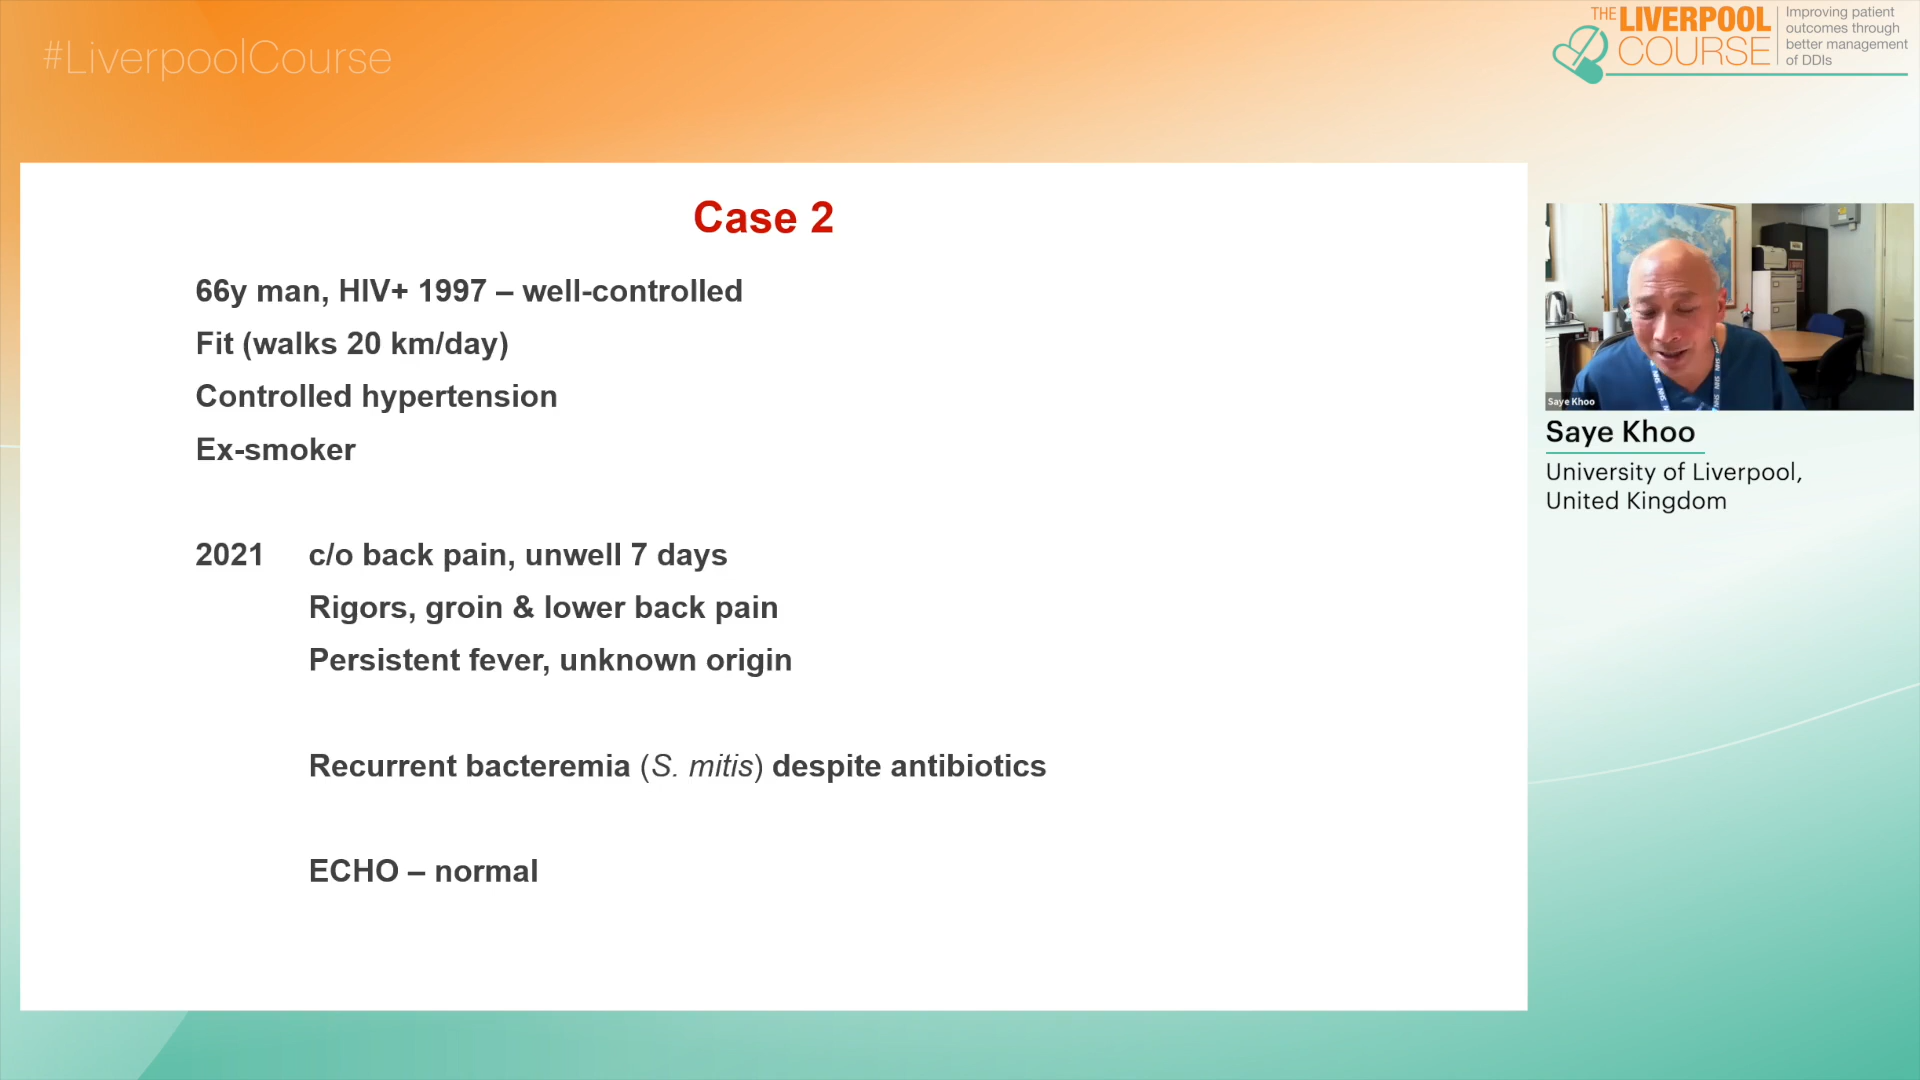 #LiverpoolCourse
THE LIVERPOOL
COURSE
Improving patient
outcomes through
better management
of DDIs
Case 2
66y man, HIV+ 1997 – well-controlled
Fit (walks 20 km/day)
Controlled hypertension
Ex-smoker
2021 c/o back pain, unwell 7 days
Rigors, groin & lower back pain
Persistent fever, unknown origin
Recurrent bacteremia (S. mitis) despite antibiotics
ECHO – normal
Saye Khoo
Saye Khoo
University of Liverpool,
United Kingdom